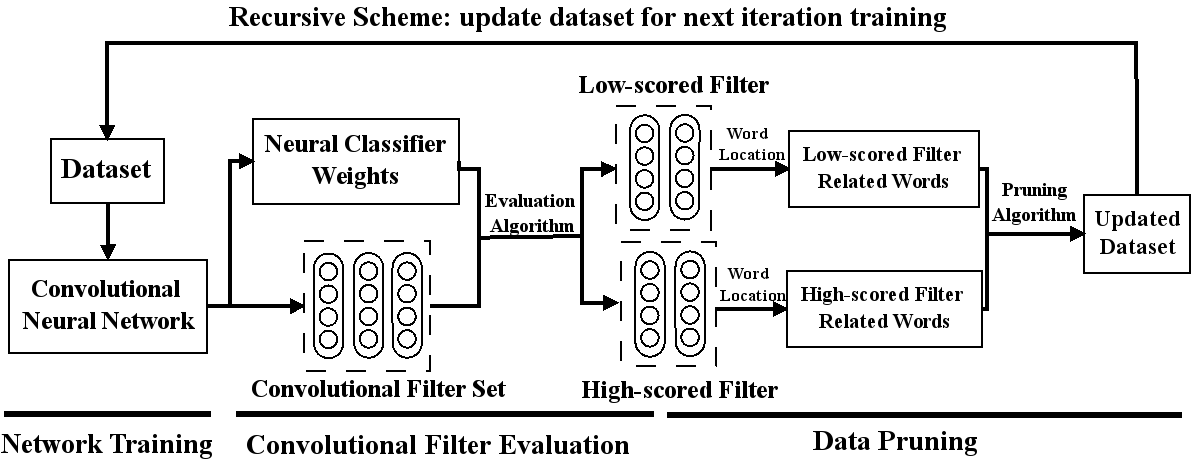 Recursive Scheme: update dataset for next iteration training
Dataset
Convolutional
Neural Network
Neural Classifier
Weights
Convolutional Filter Set
Evaluation
Algorithm
Low-scored Filter
High-scored Filter
Word
Location
Low-scored Filter
Related Words
Word
Location
High-scored Filter
Related Words
Pruning
Algorithm
Updated
Dataset
Network Training
Convolutional Filter Evaluation
Data Pruning